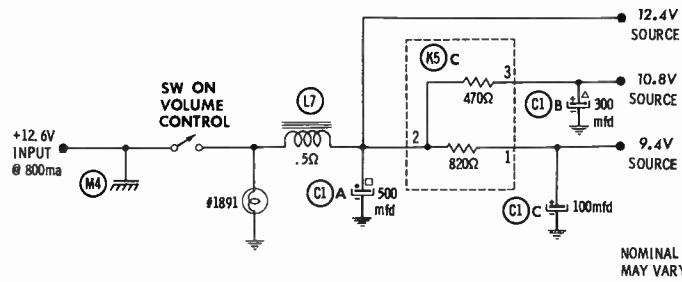 12.4V
SOURCE
K5 C
3
10.8V
SOURCE
470Ω
C1 B
300
mfd
SW ON
VOLUME
CONTROL
L7
.5Ω
+12.6V
INPUT
@ 800ma
M4
2
820Ω
1
9.4V
SOURCE
#1891
C1 A
500
mfd
C1 C
100mfd
NOMINAL
MAY VARY